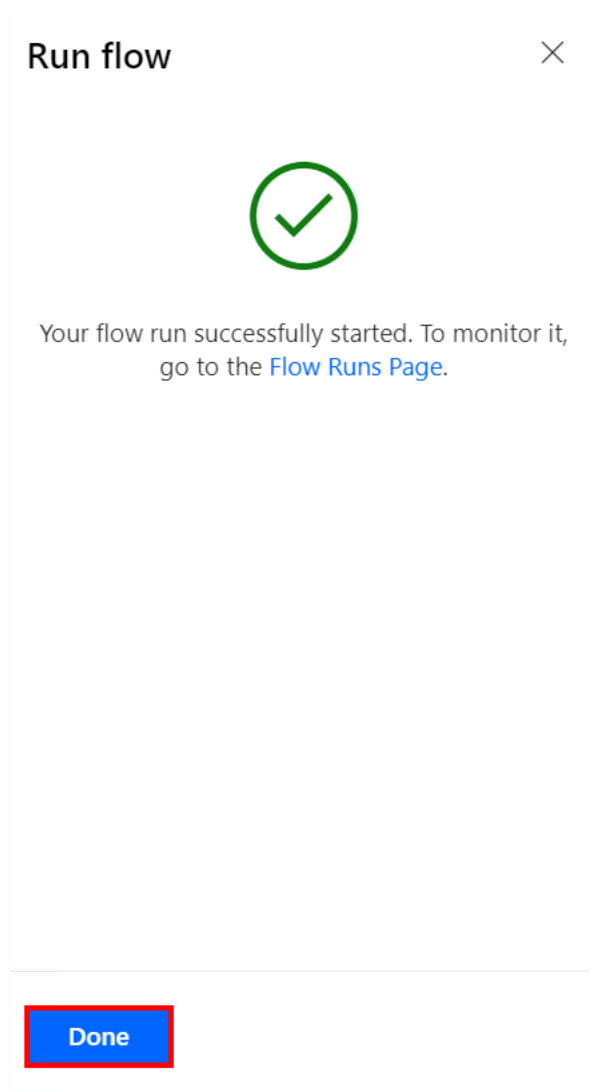 Run flow
Your flow run successfully started. To monitor it,
go to the Flow Runs Page.
Done